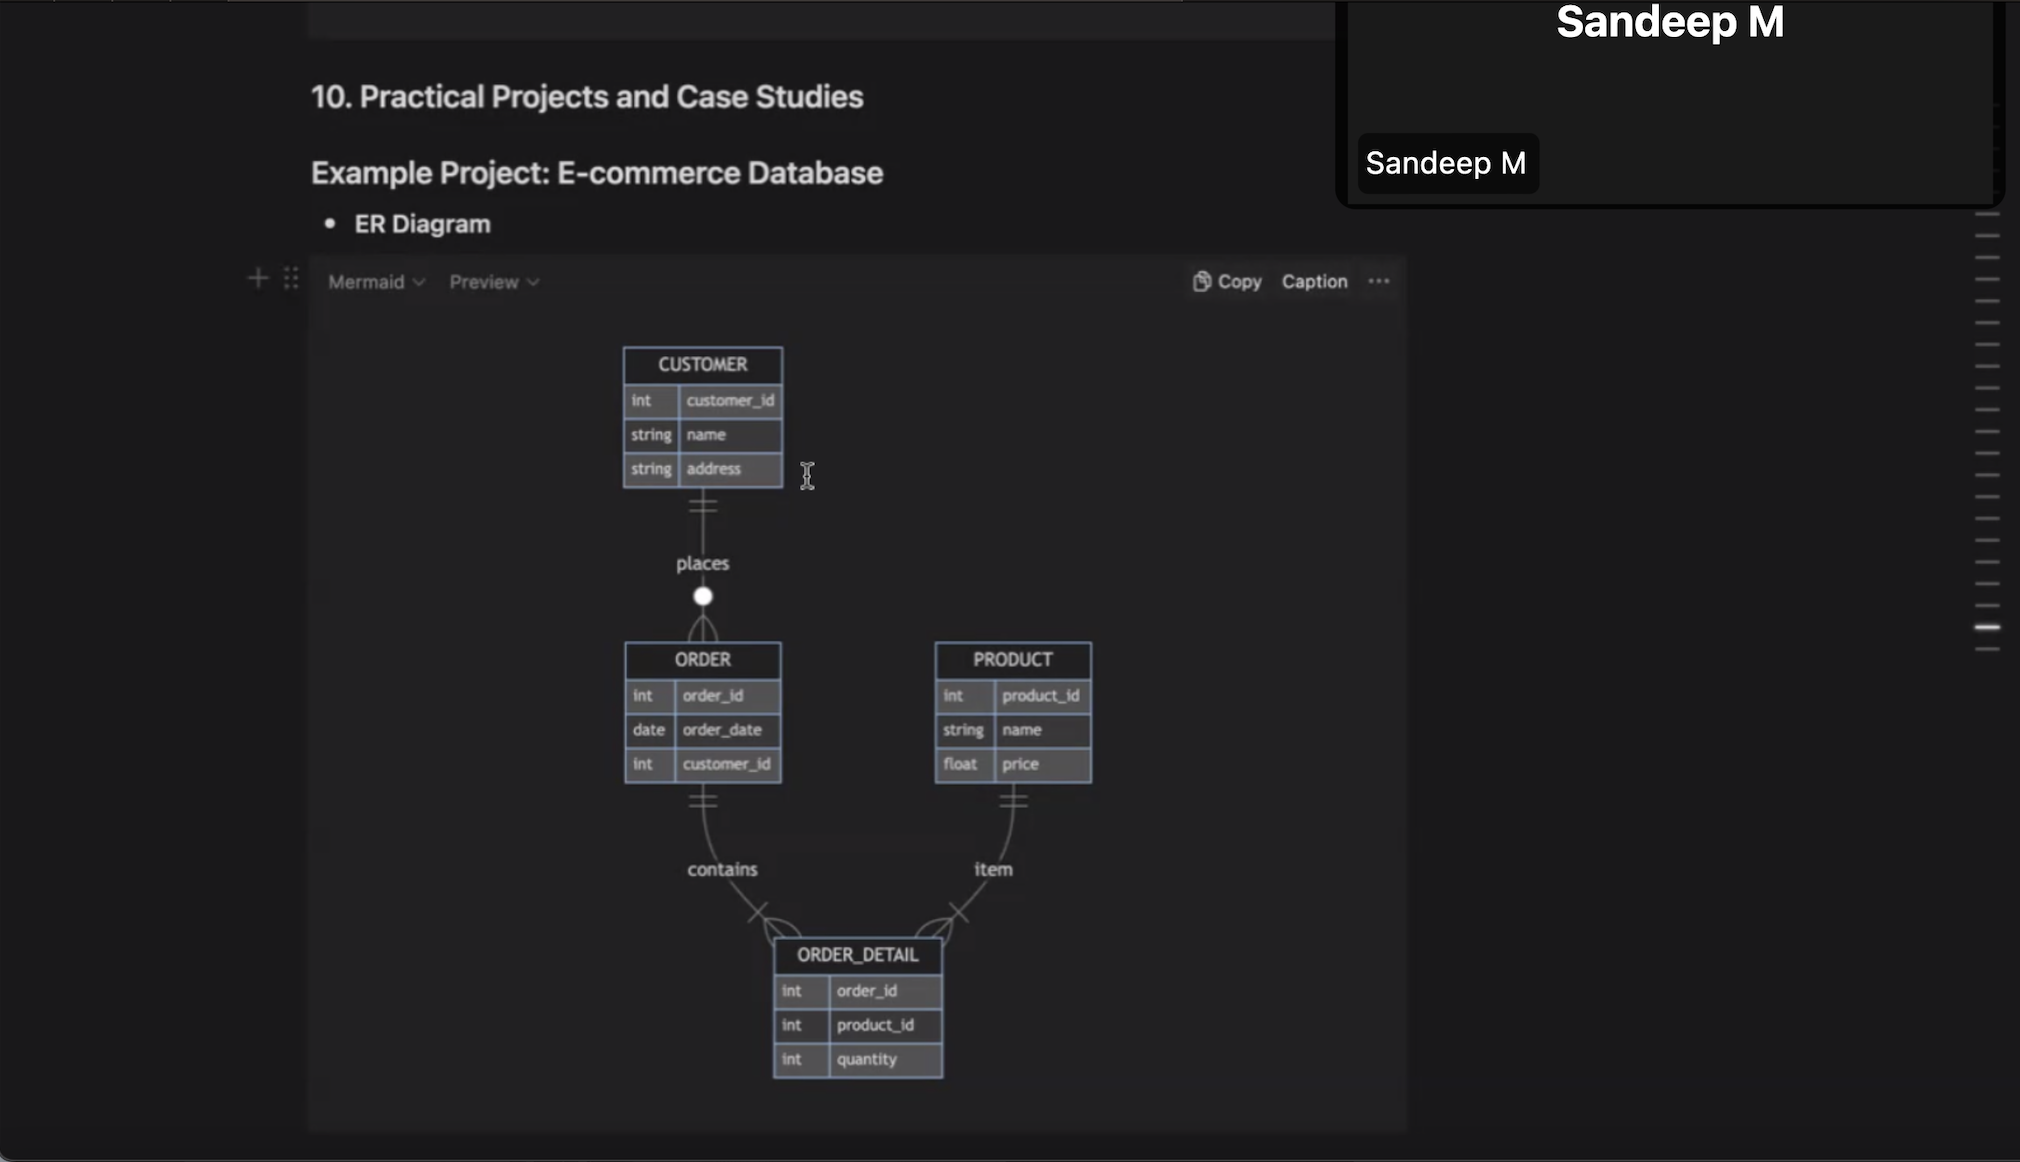 Sandeep M
Sandeep M
10. Practical Projects and Case Studies
Example Project: E-commerce Database
• ER Diagram
Mermaid Preview Copy Caption
CUSTOMER
int customer_id
string name
string address
places
ORDER
int order_id
date order_date
int customer_id
PRODUCT
int product_id
string name
float price
contains
item
ORDER_DETAIL
int order_id
int product_id
int quantity